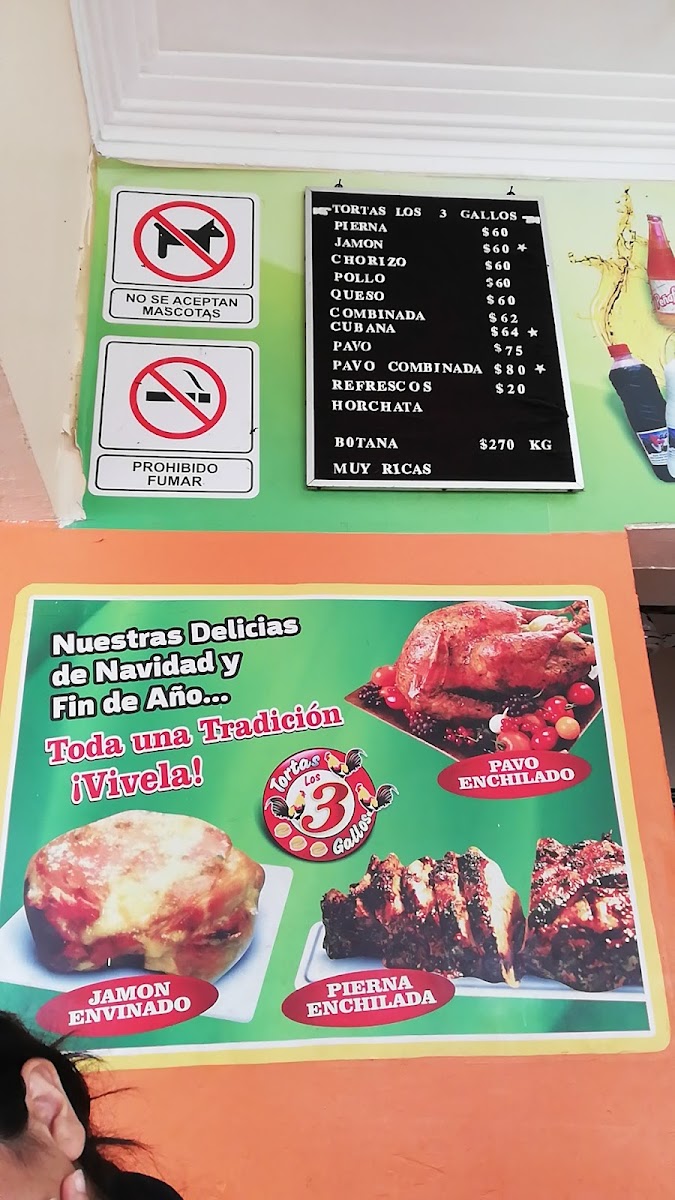 NO SE ACEPTAN
MASCOTAS
PROHIBIDO
FUMAR
TORTAS LOS 3 GALLOS
PIERNA $60
JAMON $60 ★
CHORIZO $60
POLLO $60
QUESO $60
COMBINADA $62
CUBANA $64 ★
PAVO $75
PAVO COMBINADA $80 ★
REFRESCOS $20
HORCHATA
BOTANA $270 KG
MUY RICAS
Nuestras Delicias
de Navidad y
Fin de Año...
Toda una Tradición
¡Vivela!
Tortas
Los
3
Gallos
PAVO
ENCHILADO
JAMON
ENVINADO
PIERNA
ENCHILADA